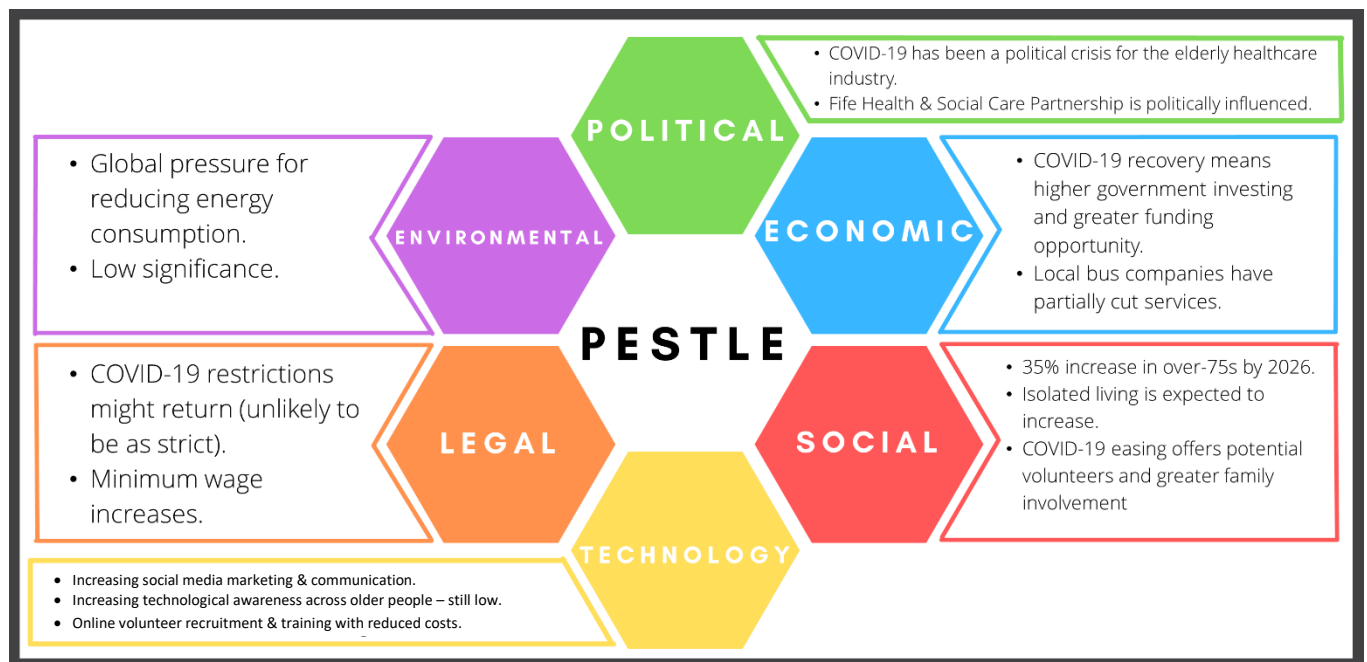 POLITICAL
• COVID-19 has been a political crisis for the elderly healthcare
industry.
• Fife Health & Social Care Partnership is politically influenced.
ENVIRONMENTAL
• Global pressure for
reducing energy
consumption.
• Low significance.
ECONOMIC
• COVID-19 recovery means
higher government investing
and greater funding
opportunity.
• Local bus companies have
partially cut services.
PESTLE
LEGAL
• COVID-19 restrictions
might return (unlikely to
be as strict).
• Minimum wage
increases.
SOCIAL
• 35% increase in over-75s by 2026.
• Isolated living is expected to
increase.
• COVID-19 easing offers potential
volunteers and greater family
involvement
TECHNOLOGY
• Increasing social media marketing & communication.
• Increasing technological awareness across older people – still low.
• Online volunteer recruitment & training with reduced costs.